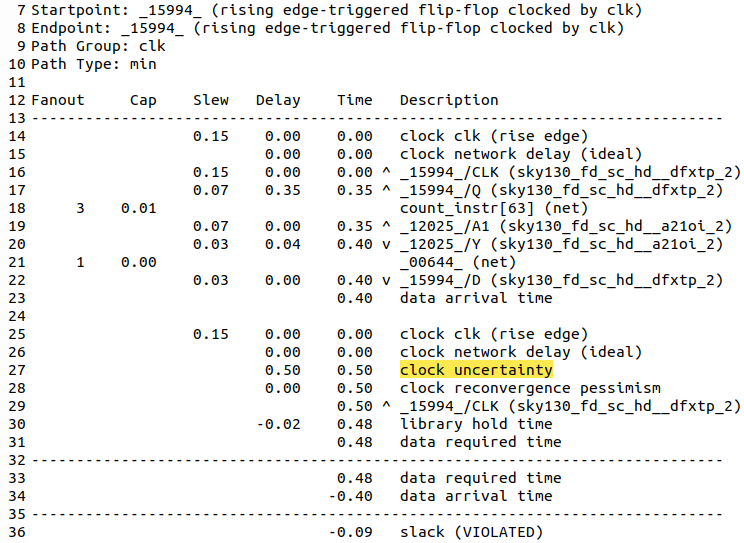 7 Startpoint: _15994_ (rising edge-triggered flip-flop clocked by clk)
8 Endpoint: _15994_ (rising edge-triggered flip-flop clocked by clk)
9 Path Group: clk
10 Path Type: min
11
12 Fanout     Cap    Slew   Delay    Time   Description
13 -----------------------------------------------------------------------------
14                  0.15    0.00    0.00   clock clk (rise edge)
15                          0.00    0.00   clock network delay (ideal)
16                  0.15    0.00    0.00 ^ _15994_/CLK (sky130_fd_sc_hd__dfxtp_2)
17                  0.07    0.35    0.35 ^ _15994_/Q (sky130_fd_sc_hd__dfxtp_2)
18     3    0.01                           count_instr[63] (net)
19                  0.07    0.00    0.35 ^ _12025_/A1 (sky130_fd_sc_hd__a21oi_2)
20                  0.03    0.04    0.40 v _12025_/Y (sky130_fd_sc_hd__a21oi_2)
21     1    0.00                           _00644_ (net)
22                  0.03    0.00    0.40 v _15994_/D (sky130_fd_sc_hd__dfxtp_2)
23                                  0.40   data arrival time
24
25                  0.15    0.00    0.00   clock clk (rise edge)
26                          0.00    0.00   clock network delay (ideal)
27                          0.50    0.50   clock uncertainty
28                          0.00    0.50   clock reconvergence pessimism
29                                  0.50 ^ _15994_/CLK (sky130_fd_sc_hd__dfxtp_2)
30                         -0.02    0.48   library hold time
31                                  0.48   data required time
32 -----------------------------------------------------------------------------
33                                  0.48   data required time
34                                 -0.40   data arrival time
35 -----------------------------------------------------------------------------
36                                 -0.09   slack (VIOLATED)